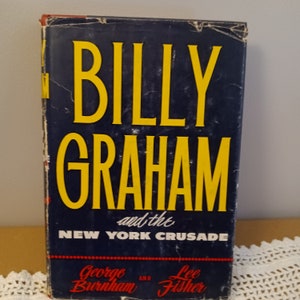 BILLY
GRAHAM
and the
NEW YORK CRUSADE
George and Lee
Burnham Fisher